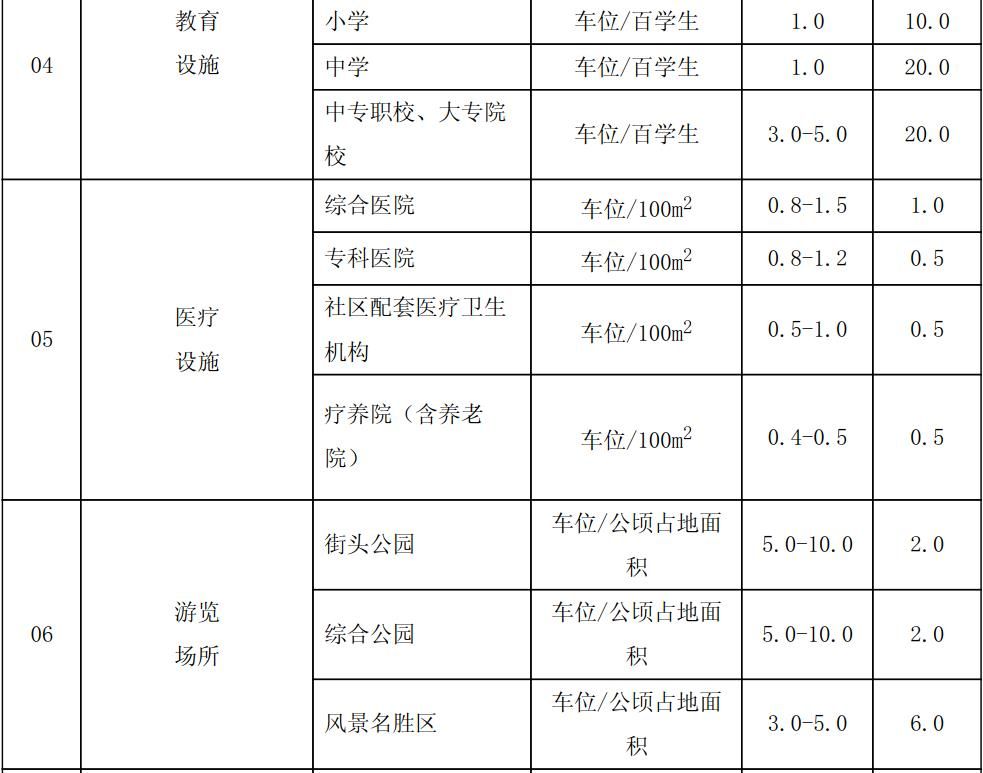 04
教育
设施
小学
车位/百学生
1.0
10.0
中学
车位/百学生
1.0
20.0
中专职校、大专院
校
车位/百学生
3.0-5.0
20.0
05
医疗
设施
综合医院
车位/100m²
0.8-1.5
1.0
专科医院
车位/100m²
0.8-1.2
0.5
社区配套医疗卫生
机构
车位/100m²
0.5-1.0
0.5
疗养院（含养老
院）
车位/100m²
0.4-0.5
0.5
06
游览
场所
街头公园
车位/公顷占地面
积
5.0-10.0
2.0
综合公园
车位/公顷占地面
积
5.0-10.0
2.0
风景名胜区
车位/公顷占地面
积
3.0-5.0
6.0